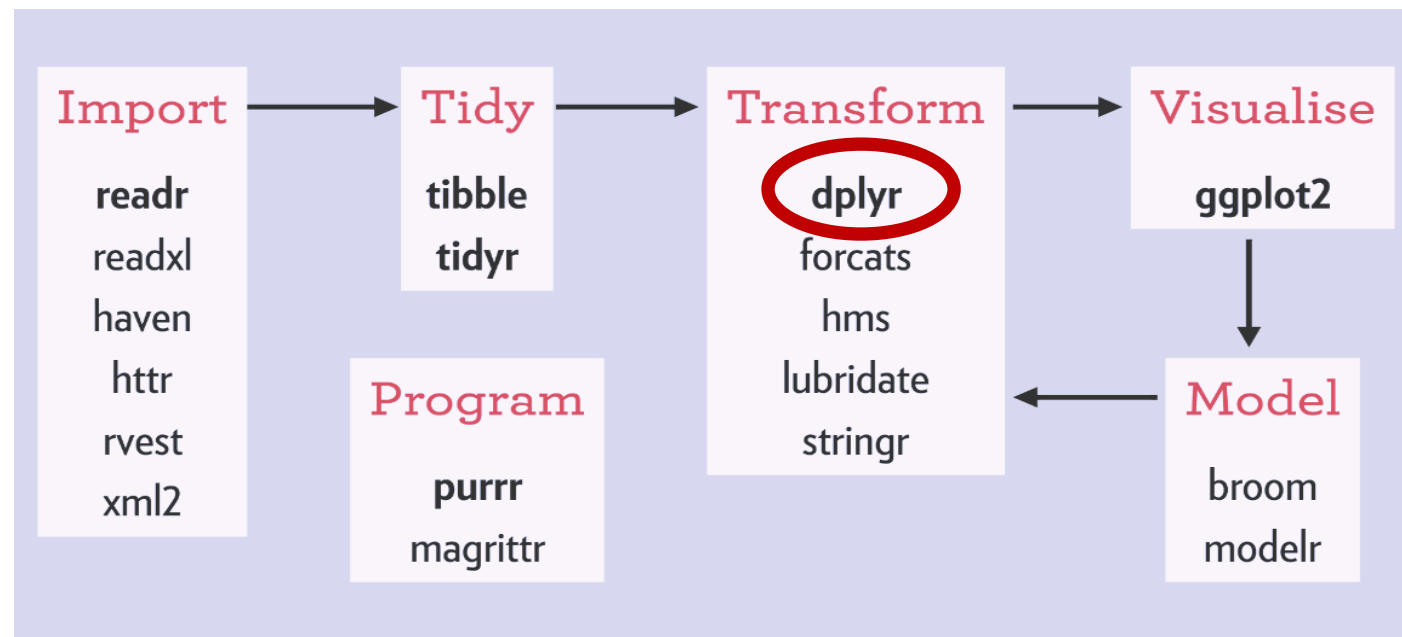 Import
readr
readxl
haven
httr
rvest
xml2
Tidy
tibble
tidyr
Program
purrr
magrittr
Transform
dplyr
forcats
hms
lubridate
stringr
Visualise
ggplot2
Model
broom
modelr